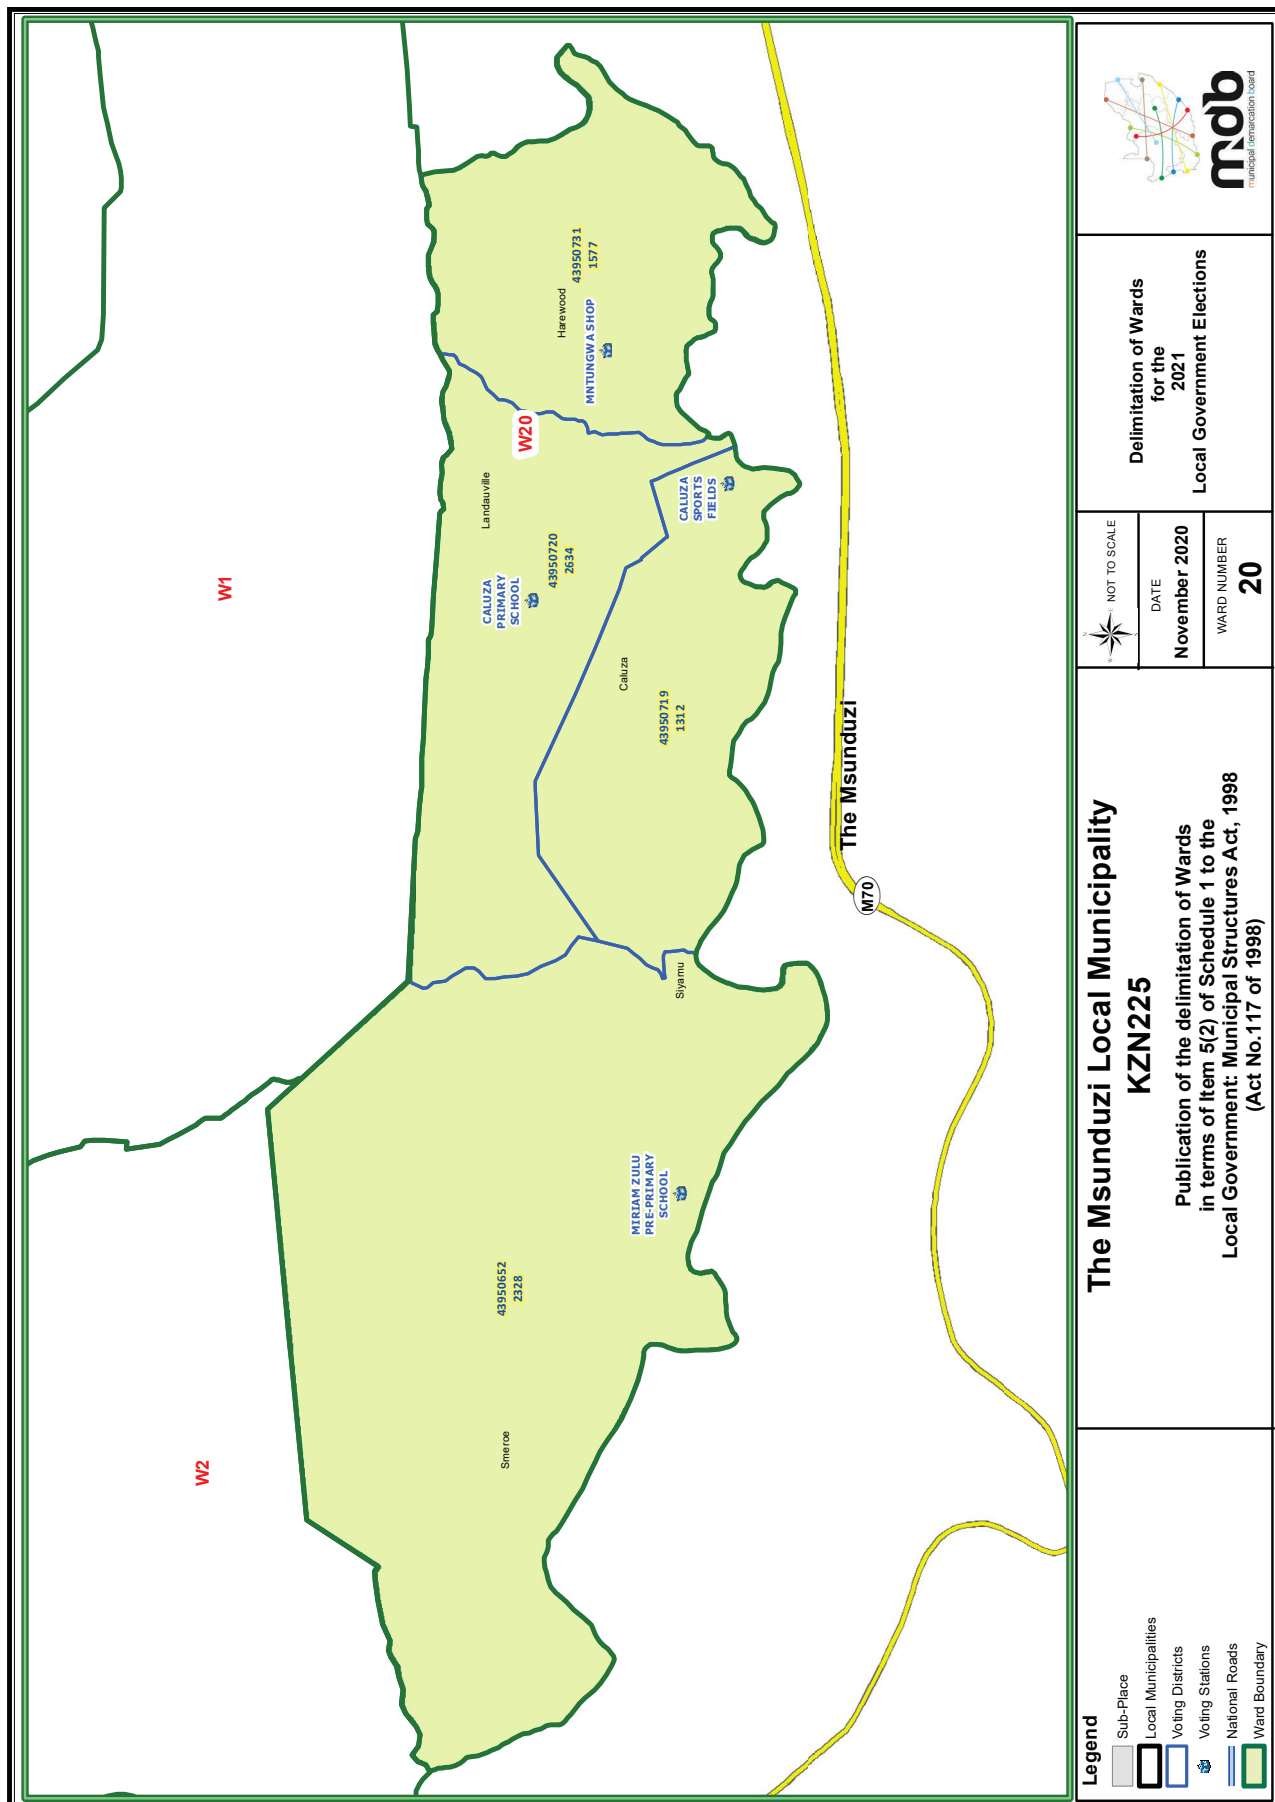 W2
W1
W20
Smeroe
43950652
2328
MIRIAM ZULU
PRE-PRIMARY
SCHOOL
Siyamu
Caluza
43950719
1312
CALUZA
PRIMARY
SCHOOL
43950720
2634
Landauville
CALUZA
SPORTS
FIELDS
MNTUNGWA SHOP
Harewood
43950731
1577
The Msunduzi
M70
Legend
Sub-Place
Local Municipalities
Voting Districts
Voting Stations
National Roads
Ward Boundary
The Msunduzi Local Municipality
KZN225
Publication of the delimitation of Wards
in terms of Item 5(2) of Schedule 1 to the
Local Government: Municipal Structures Act, 1998
(Act No.117 of 1998)
N
W
E
S
NOT TO SCALE
DATE
November 2020
WARD NUMBER
20
Delimitation of Wards
for the
2021
Local Government Elections
mdb
municipal demarcation board